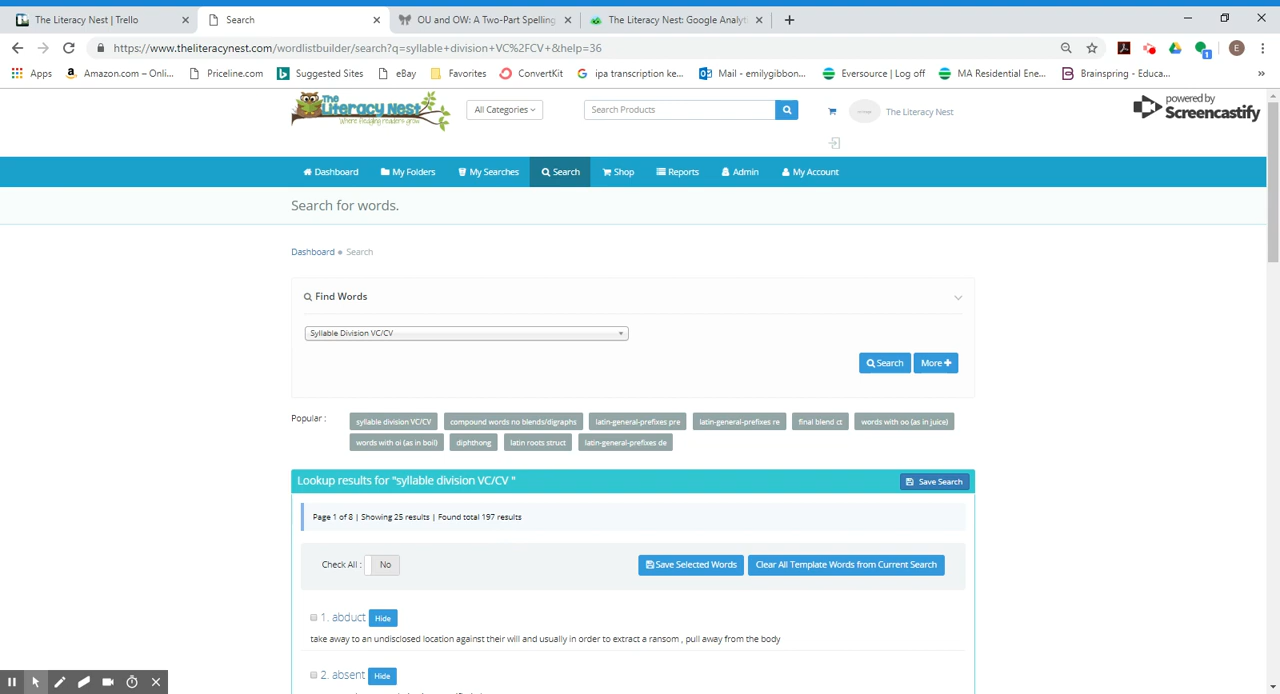 The Literacy Nest | Trello
Search
OU and OW: A Two-Part Spelling
The Literacy Nest: Google Analyt
https://www.theliteracynest.com/wordlistbuilder/search?q=syllable+division+VC%2FCV+&help=36
E
1
Apps
Amazon.com – Onli...
Priceline.com
Suggested Sites
eBay
Favorites
ConvertKit
ipa transcription ke...
Mail - emilygibbon...
Eversource | Log off
MA Residential Ene...
Brainspring - Educa...
»
The
Literacy Nest
Where fledgling readers grow
All Categories
Search Products
The Literacy Nest
powered by
Screencastify
Dashboard
My Folders
My Searches
Search
Shop
Reports
Admin
My Account
Search for words.
Dashboard
Search
Find Words
Syllable Division VC/CV
Search
More
Popular :
syllable division VC/CV
compound words no blends/digraphs
latin-general-prefixes pre
latin-general-prefixes re
final blend ct
words with oo (as in juice)
words with oi (as in boil)
diphthong
latin roots struct
latin-general-prefixes de
Lookup results for "syllable division VC/CV "
Save Search
Page 1 of 8 | Showing 25 results | Found total 197 results
Check All :
No
Save Selected Words
Clear All Template Words from Current Search
1. abduct
Hide
take away to an undisclosed location against their will and usually in order to extract a ransom , pull away from the body
2. absent
Hide